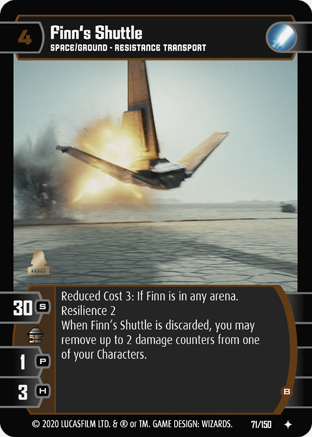 4
Finn's Shuttle
SPACE/GROUND - RESISTANCE TRANSPORT
30 S
Reduced Cost 3: If Finn is in any arena.
Resilience 2
When Finn's Shuttle is discarded, you may
remove up to 2 damage counters from one
of your Characters.
1 P
3 H
B
© 2020 LUCASFILM LTD. & ® or TM. GAME DESIGN: WIZARDS. 71/150